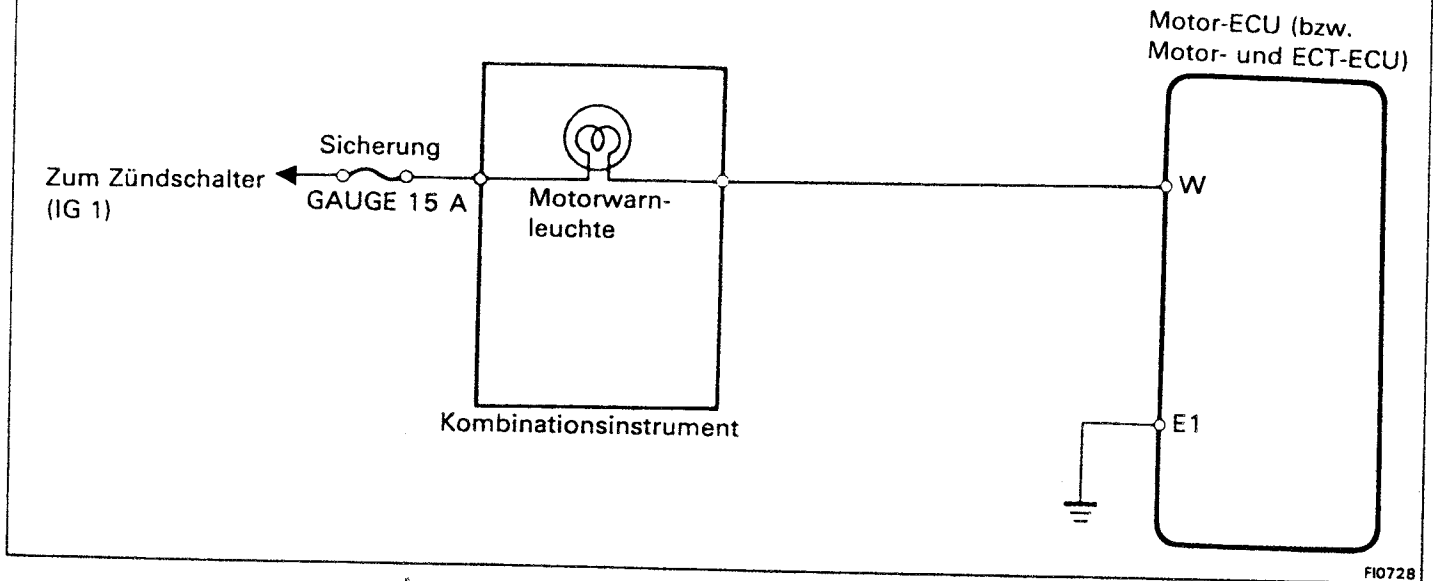 Motor-ECU (bzw.
Motor- und ECT-ECU)
Sicherung
Zum Zündschalter
(IG 1)
GAUGE 15 A
Motorwarn-
leuchte
W
Kombinationsinstrument
E1
FI0728